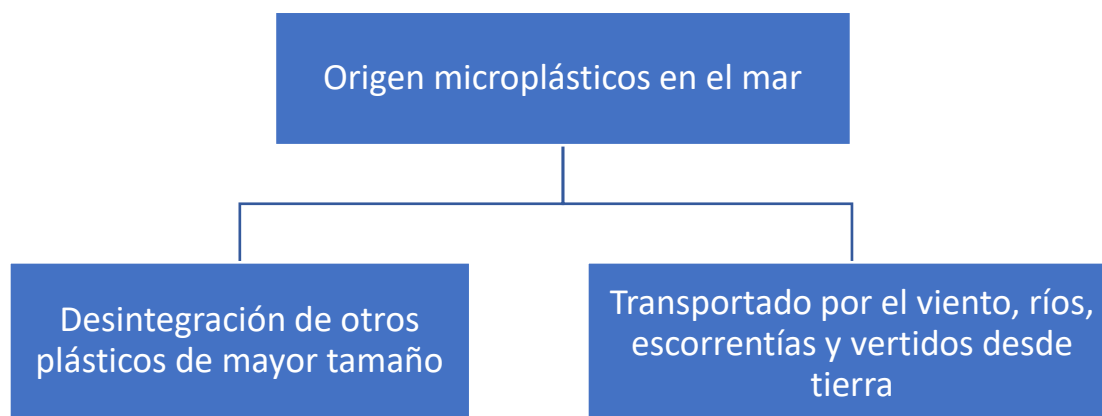 Origen microplásticos en el mar
Desintegración de otros
plásticos de mayor tamaño
Transportado por el viento, ríos,
escorrentías y vertidos desde
tierra